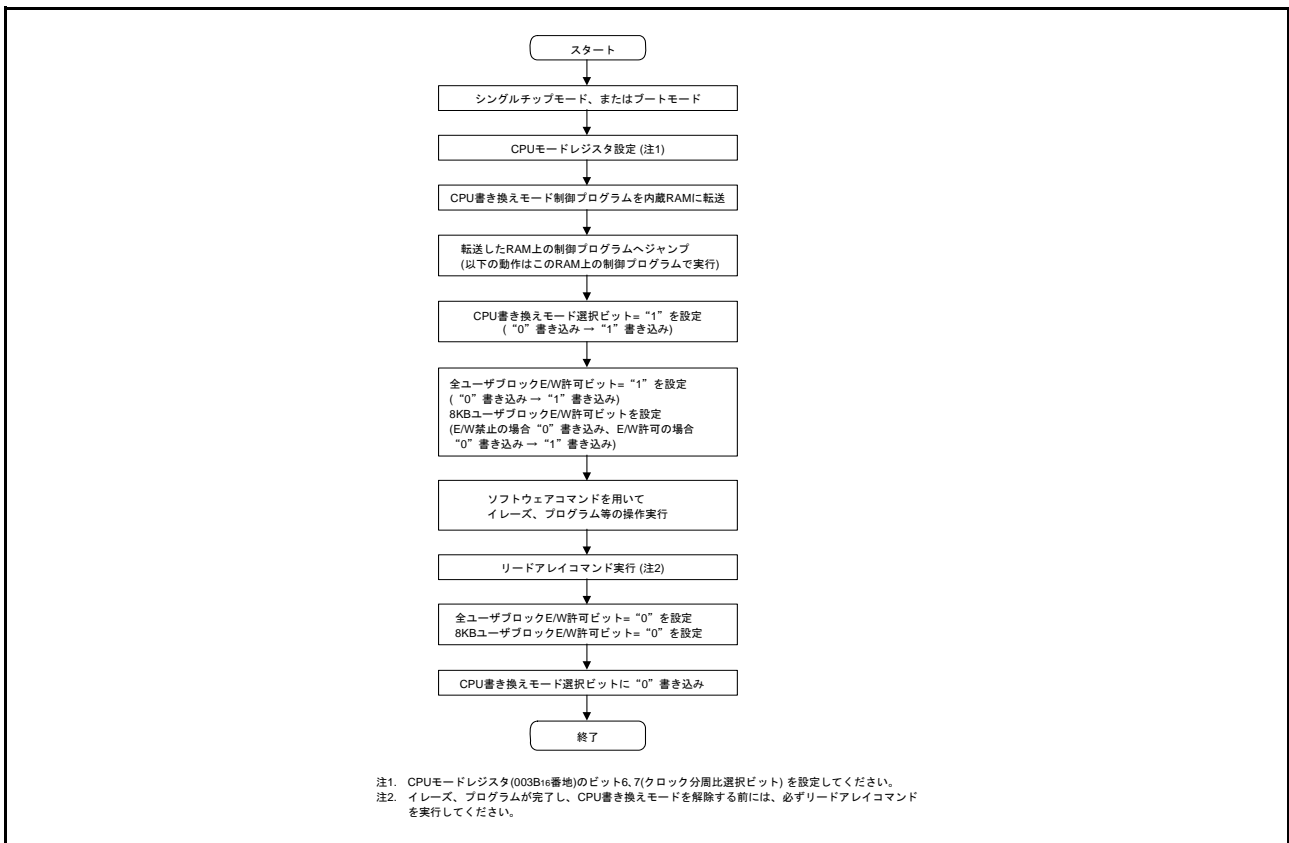 スタート
シングルチップモード、またはブートモード
CPUモードレジスタ設定 (注1)
CPU書き換えモード制御プログラムを内蔵RAMに転送
転送したRAM上の制御プログラムへジャンプ
(以下の動作はこのRAM上の制御プログラムで実行)
CPU書き換えモード選択ビット= “1” を設定
( “0” 書き込み → “1” 書き込み)
全ユーザブロックE/W許可ビット= “1” を設定
( “0” 書き込み → “1” 書き込み)
8KBユーザブロックE/W許可ビットを設定
(E/W禁止の場合 “0” 書き込み、E/W許可の場合
“0” 書き込み → “1” 書き込み)
ソフトウェアコマンドを用いて
イレーズ、プログラム等の操作実行
リードアレイコマンド実行 (注2)
全ユーザブロックE/W許可ビット= “0” を設定
8KBユーザブロックE/W許可ビット= “0” を設定
CPU書き換えモード選択ビットに “0” 書き込み
終了
注1. CPUモードレジスタ(003B16番地)のビット6、7(クロック分周比選択ビット) を設定してください。
注2. イレーズ、プログラムが完了し、CPU書き換えモードを解除する前には、必ずリードアレイコマンド
を実行してください。